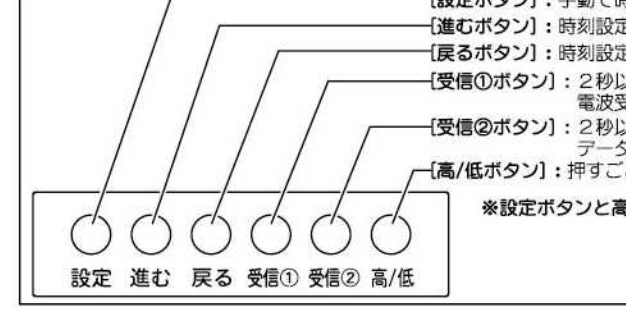 [設定ボタン]：手動で時
[進むボタン]：時刻設定
[戻るボタン]：時刻設定
[受信①ボタン]：２秒以
電波受
[受信②ボタン]：２秒以
データ
[高/低ボタン]：押すご
※設定ボタンと高
設定 進む 戻る 受信① 受信② 高/低